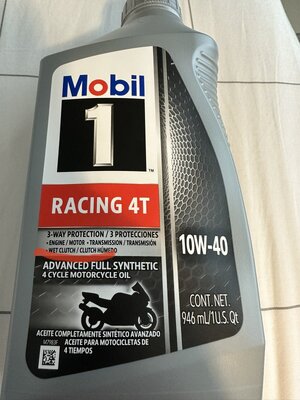 Mobil
1
™
RACING 4T
3-WAY PROTECTION / 3 PROTECCIONES
• ENGINE / MOTOR • TRANSMISSION / TRANSMISIÓN
• WET CLUTCH / CLUTCH HÚMEDO
10W-40
ADVANCED FULL SYNTHETIC
4 CYCLE MOTORCYCLE OIL
CONT. NET.
946 mL/1 U.S. Qt
ACEITE COMPLETAMENTE SINTÉTICO AVANZADO
ACEITE PARA MOTOCICLETAS DE
4 TIEMPOS